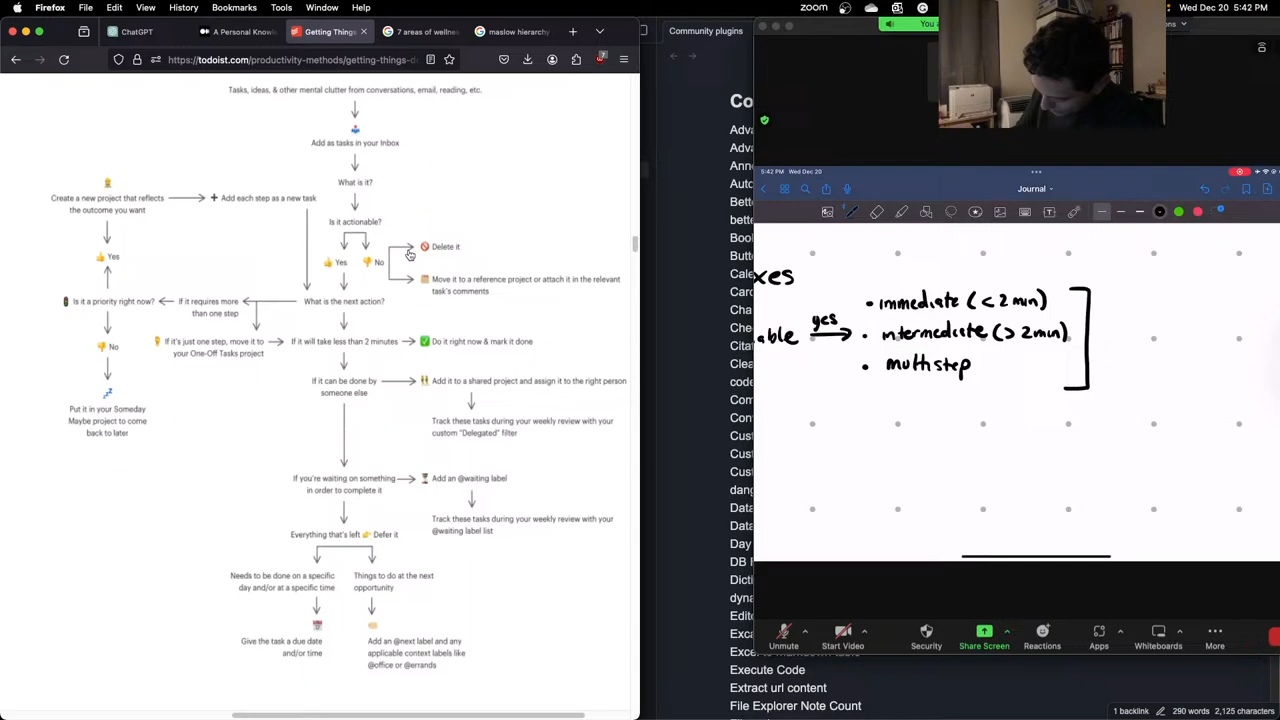 Firefox File Edit View History Bookmarks Tools Window Help
zoom
Wed Dec 20 5:42 PM
ChatGPT
A Personal Knowle
Getting Things
7 areas of wellne
maslow hierarchy
https://todoist.com/productivity-methods/getting-things-d
Tasks, ideas, & other mental clutter from conversations, email, reading, etc.
Add as tasks in your Inbox
What is it?
Create a new project that reflects
the outcome you want
Add each step as a new task
Is it actionable?
Yes
Yes
No
Delete it
Move it to a reference project or attach it in the relevant
task's comments
Is it a priority right now?
If it requires more
than one step
What is the next action?
No
If it's just one step, move it to
your One-Off Tasks project
If it will take less than 2 minutes
Do it right now & mark it done
If it can be done by
someone else
Add it to a shared project and assign it to the right person
Put it in your Someday
Maybe project to come
back to later
Track these tasks during your weekly review with your
custom "Delegated" filter
If you're waiting on something
in order to complete it
Add an @waiting label
Track these tasks during your weekly review with your
@waiting label list
Everything that's left
Defer it
Needs to be done on a specific
day and/or at a specific time
Things to do at the next
opportunity
Give the task a due date
and/or time
Add an @next label and any
applicable context labels like
@office or @errands
Community plugins
You a
5:42 PM Wed Dec 20
Journal
xes
able yes
• immediate (< 2 min)
• ntermediate (> 2min)
• multistep
Unmute
Start Video
Security
Share Screen
Reactions
Apps
Whiteboards
More
Execute Code
Extract url content
File Explorer Note Count
1 backlink
290 words 2,125 characters